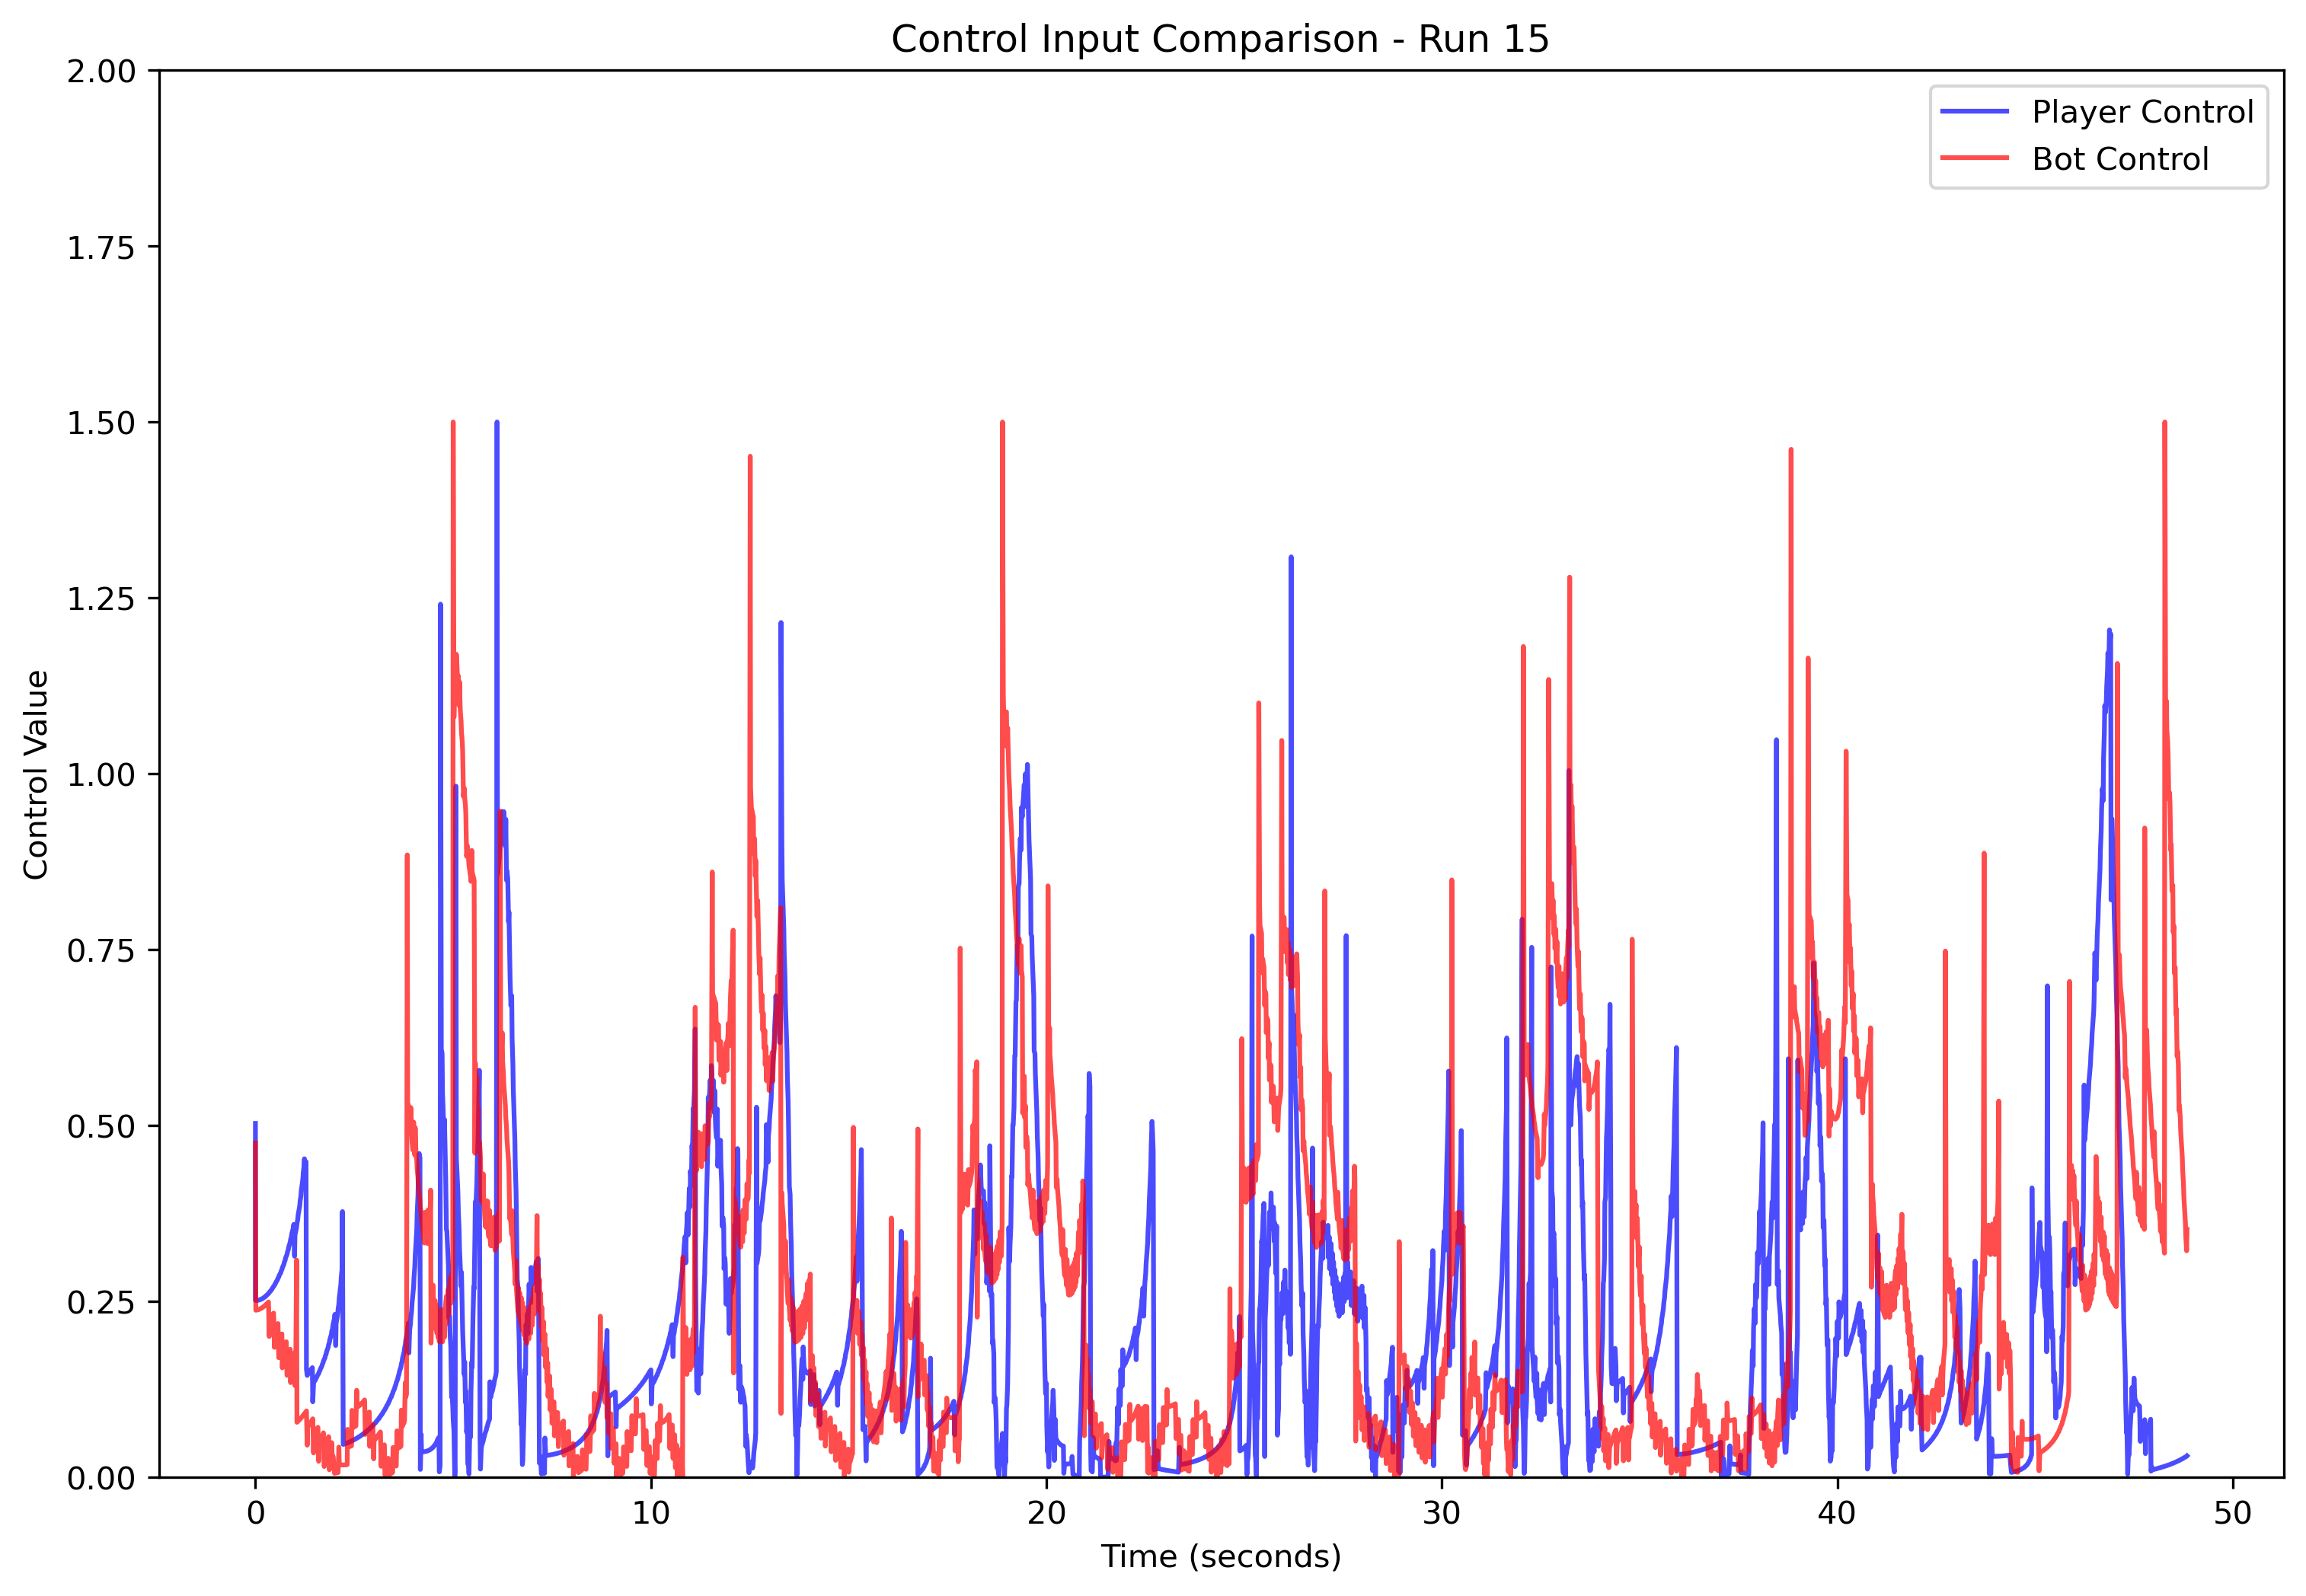 Control Input Comparison - Run 15
2.00
1.75
1.50
1.25
1.00
0.75
0.50
0.25
0.00
Control Value
Player Control
Bot Control
0 10 20 30 40 50
Time (seconds)